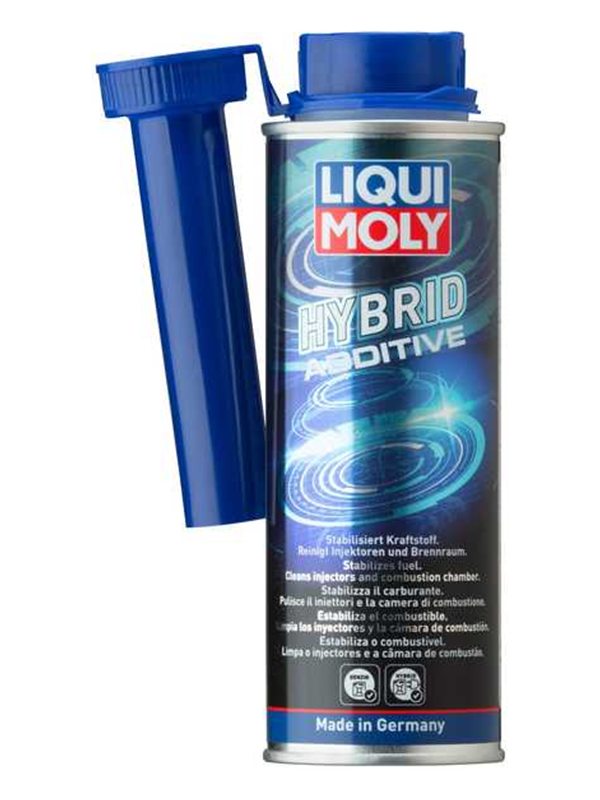 LIQUI
MOLY
HYBRID
ADDITIVE
Stabilisiert Kraftstoff.
Reinigt Injektoren und Brennraum.
Stabilizes fuel.
Cleans injectors and combustion chamber.
Stabilizza il carburante.
Pulisce il iniettori e la camera di combustione.
Estabiliza el combustible.
Limpia los inyectores y la cámara de combustión.
Estabiliza o combustível.
Limpa o injectores e a câmara de combustão.
BENZIN HYBRID
Made in Germany